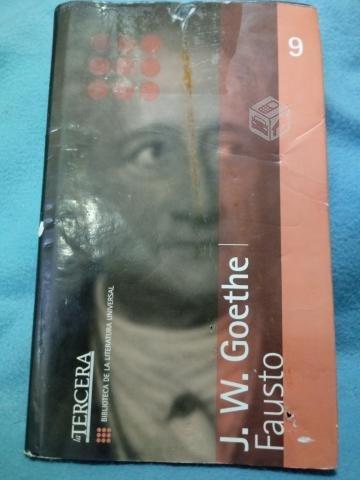 9
J. W. Goethe
Fausto
la TERCERA
BIBLIOTECA DE LA LITERATURA UNIVERSAL